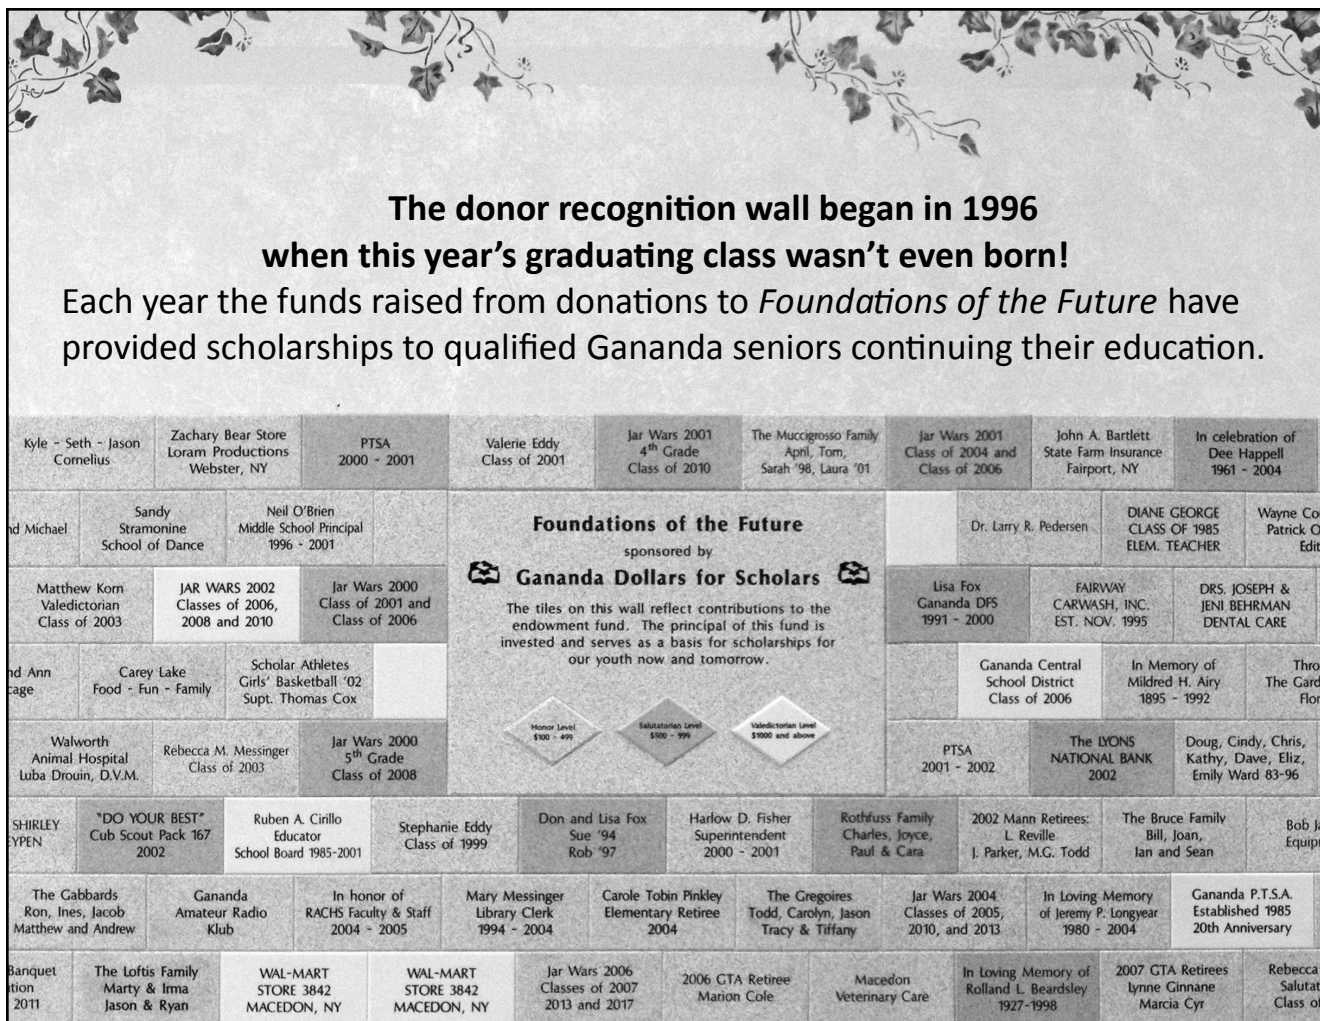 The donor recognition wall began in 1996
when this year's graduating class wasn't even born!
Each year the funds raised from donations to Foundations of the Future have
provided scholarships to qualified Gananda seniors continuing their education.
Kyle - Seth - Jason
Cornelius
Zachary Bear Store
Loram Productions
Webster, NY
PTSA
2000 - 2001
Valerie Eddy
Class of 2001
Jar Wars 2001
4th Grade
Class of 2010
The Muccigrosso Family
April, Tom,
Sarah '98, Laura '01
Jar Wars 2001
Class of 2004 and
Class of 2006
John A. Bartlett
State Farm Insurance
Fairport, NY
In celebration of
Dee Happell
1961 - 2004
nd Michael
Sandy
Stramonine
School of Dance
Neil O'Brien
Middle School Principal
1996 - 2001
Foundations of the Future
sponsored by
Gananda Dollars for Scholars
The tiles on this wall reflect contributions to the
endowment fund. The principal of this fund is
invested and serves as a basis for scholarships for
our youth now and tomorrow.
Honor Level
$100 - 499
Salutatorian Level
$500 - 999
Valedictorian Level
$1000 and above
Dr. Larry R. Pedersen
DIANE GEORGE
CLASS OF 1985
ELEM. TEACHER
Wayne Co
Patrick O
Edit
Matthew Korn
Valedictorian
Class of 2003
JAR WARS 2002
Classes of 2006,
2008 and 2010
Jar Wars 2000
Class of 2001 and
Class of 2006
Lisa Fox
Gananda DFS
1991 - 2000
FAIRWAY
CARWASH, INC.
EST. NOV. 1995
DRS. JOSEPH &
JENI BEHRMAN
DENTAL CARE
nd Ann
cage
Carey Lake
Food - Fun - Family
Scholar Athletes
Girls' Basketball '02
Supt. Thomas Cox
Gananda Central
School District
Class of 2006
In Memory of
Mildred H. Airy
1895 - 1992
Thro
The Gard
Flor
Walworth
Animal Hospital
Luba Drouin, D.V.M.
Rebecca M. Messinger
Class of 2003
Jar Wars 2000
5th Grade
Class of 2008
PTSA
2001 - 2002
The LYONS
NATIONAL BANK
2002
Doug, Cindy, Chris,
Kathy, Dave, Eliz,
Emily Ward 83-96
SHIRLEY
EYPEN
"DO YOUR BEST"
Cub Scout Pack 167
2002
Ruben A. Cirillo
Educator
School Board 1985-2001
Stephanie Eddy
Class of 1999
Don and Lisa Fox
Sue '94
Rob '97
Harlow D. Fisher
Superintendent
2000 - 2001
Rothfuss Family
Charles, Joyce,
Paul & Cara
2002 Mann Retirees:
L. Reville
J. Parker, M.G. Todd
The Bruce Family
Bill, Joan,
Ian and Sean
Bob Ja
Equip
The Gabbards
Ron, Ines, Jacob
Matthew and Andrew
Gananda
Amateur Radio
Klub
In honor of
RACHS Faculty & Staff
2004 - 2005
Mary Messinger
Library Clerk
1994 - 2004
Carole Tobin Pinkley
Elementary Retiree
2004
The Gregoires
Todd, Carolyn, Jason
Tracy & Tiffany
Jar Wars 2004
Classes of 2005,
2010, and 2013
In Loving Memory
of Jeremy P. Longyear
1980 - 2004
Gananda P.T.S.A.
Established 1985
20th Anniversary
Banquet
ition
2011
The Loftis Family
Marty & Irma
Jason & Ryan
WAL-MART
STORE 3842
MACEDON, NY
WAL-MART
STORE 3842
MACEDON, NY
Jar Wars 2006
Classes of 2007
2013 and 2017
2006 GTA Retiree
Marion Cole
Macedon
Veterinary Care
In Loving Memory of
Rolland L. Beardsley
1927-1998
2007 GTA Retirees
Lynne Ginnane
Marcia Cyr
Rebecca
Salutat
Class of